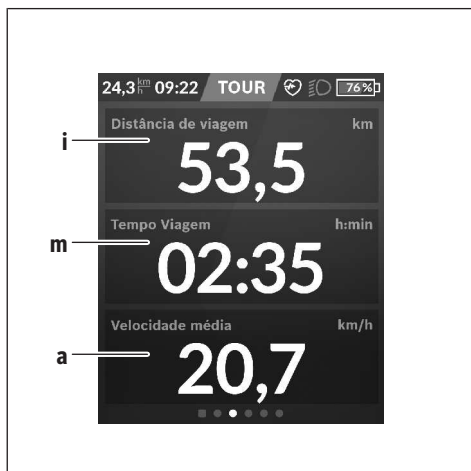 24,3 km/h 09:22 TOUR 76%
i Distância de viagem km
53,5
m Tempo Viagem h:min
02:35
a Velocidade média km/h
20,7